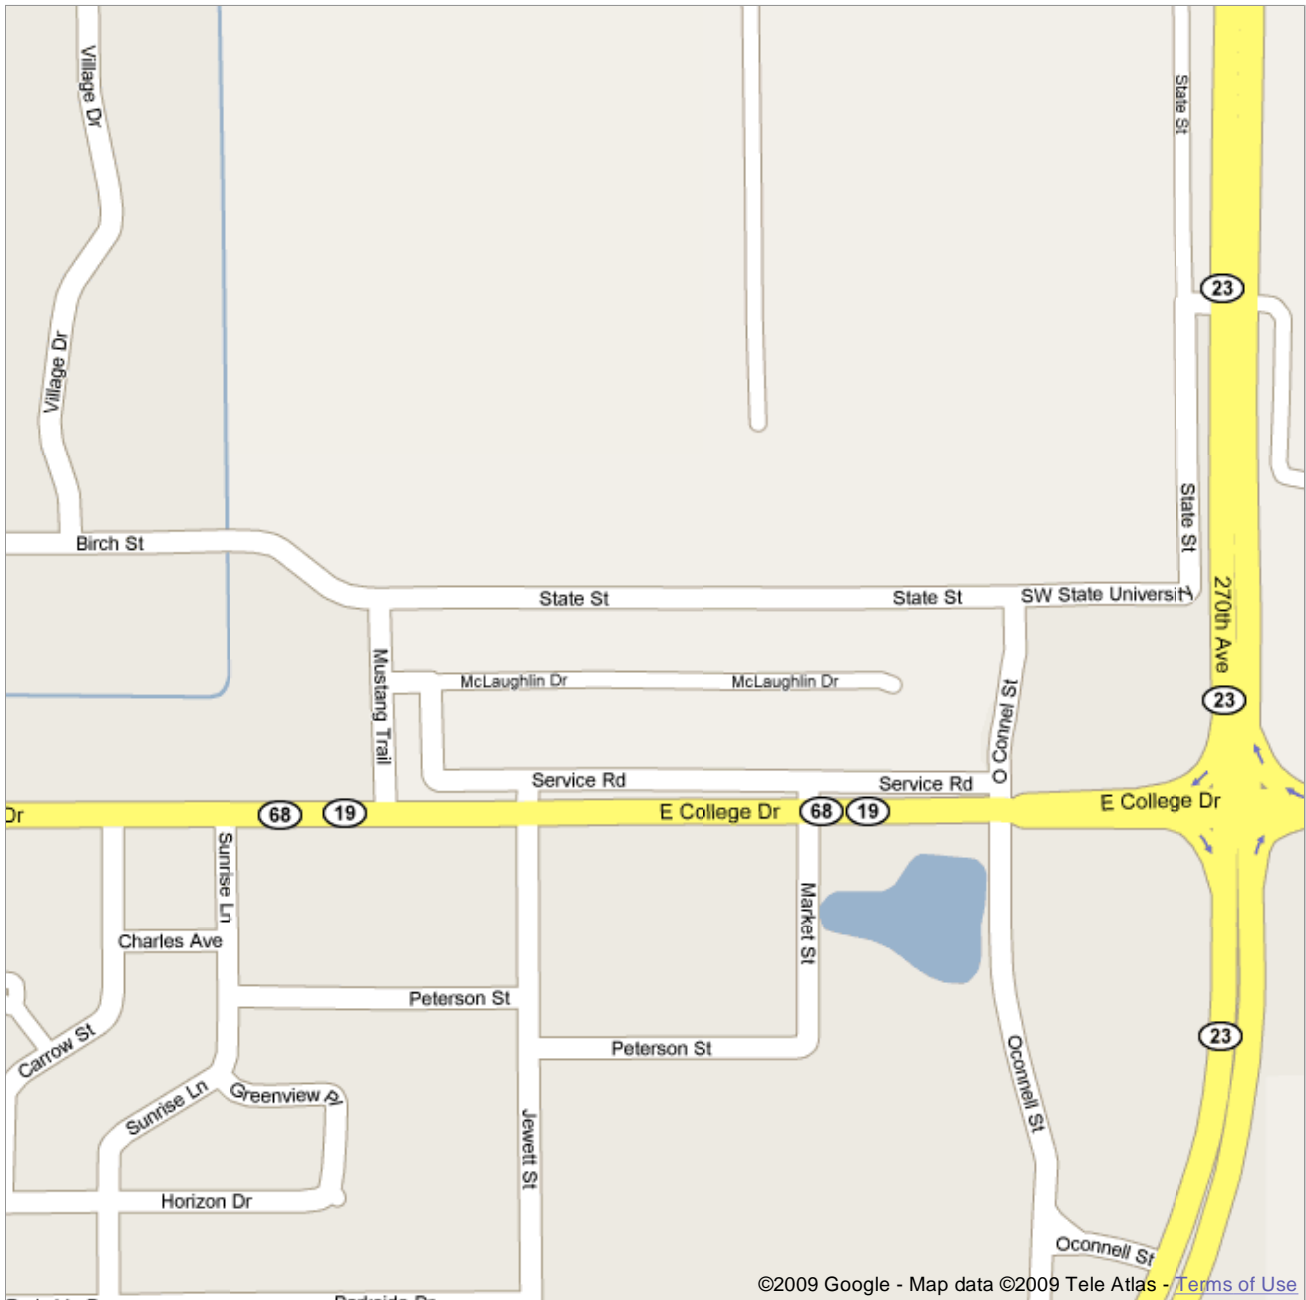 Village Dr
State St
23
Village Dr
State St
Birch St
State St
State St
SW State University
270th Ave
Mustang Trail
McLaughlin Dr
McLaughlin Dr
O Connel St
23
Service Rd
Service Rd
Dr
68
19
E College Dr
68
19
E College Dr
Sunrise Ln
Market St
Charles Ave
Peterson St
Carrow St
Peterson St
23
Oconnell St
Sunrise Ln
Greenview Pl
Jewett St
Horizon Dr
Oconnell St
Parkside Dr
©2009 Google - Map data ©2009 Tele Atlas - Terms of Use